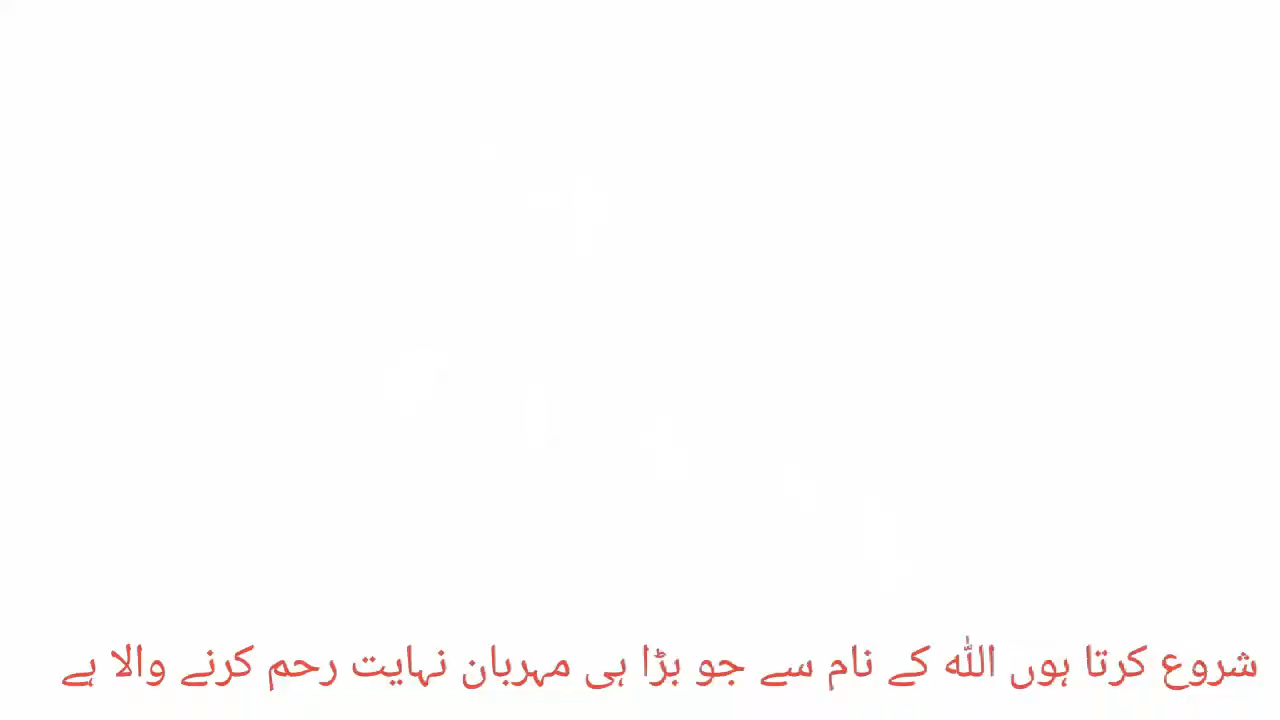 شروع کرتا ہوں اللہ کے نام سے جو بڑا ہی مہربان نہایت رحم کرنے والا ہے